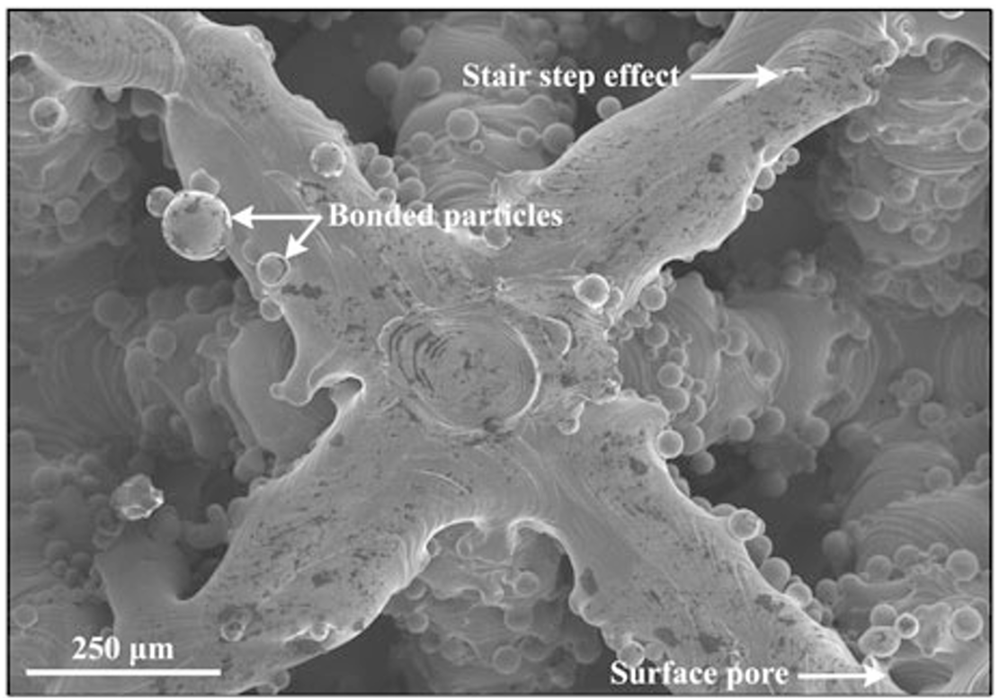 Stair step effect
Bonded particles
250 μm
Surface pore